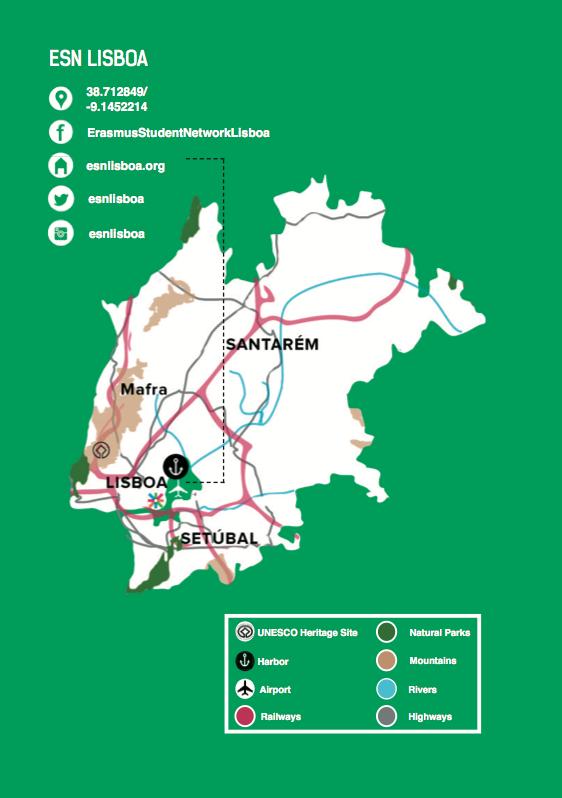 ESN LISBOA
38.712849/
-9.1452214
ErasmusStudentNetworkLisboa
esnlisboa.org
esnlisboa
esnlisboa
SANTARÉM
Mafra
LISBOA
SETÚBAL
UNESCO Heritage Site
Natural Parks
Harbor
Mountains
Airport
Rivers
Railways
Highways